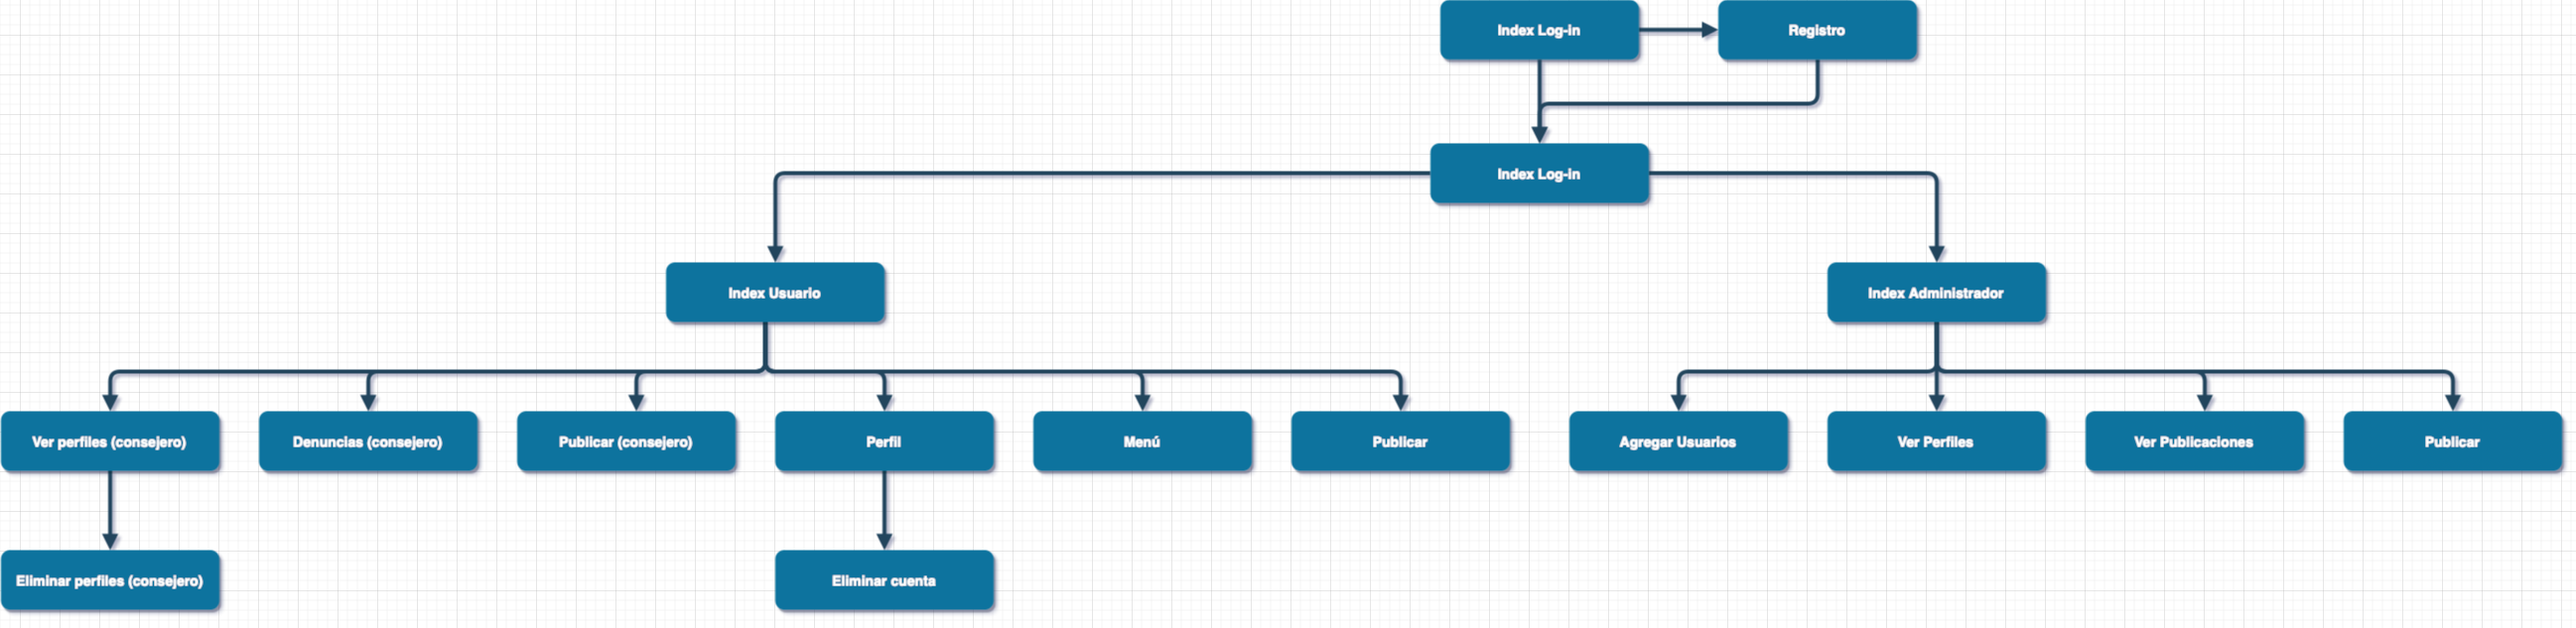 Index Log-in
Registro
Index Log-in
Index Usuario
Index Administrador
Ver perfiles (consejero)
Denuncias (consejero)
Publicar (consejero)
Perfil
Menú
Publicar
Agregar Usuarios
Ver Perfiles
Ver Publicaciones
Publicar
Eliminar perfiles (consejero)
Eliminar cuenta